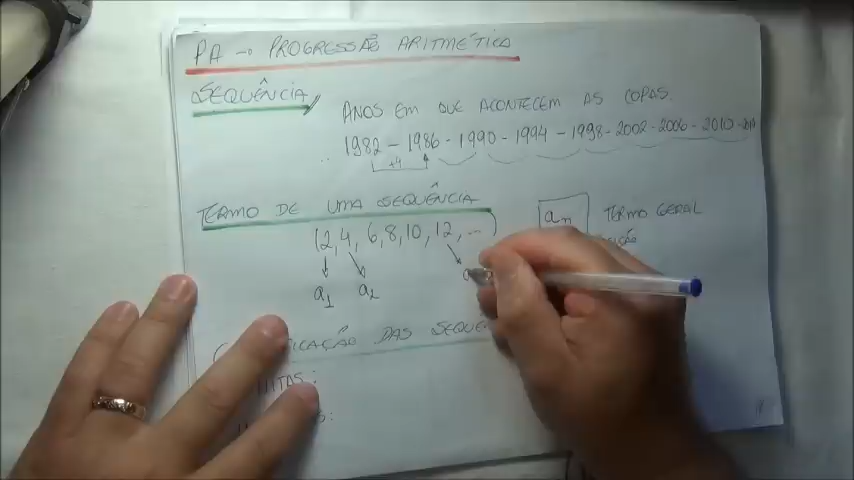 PA → PROGRESSÃO ARITMÉTICA
SEQUÊNCIA
ANOS EM QUE ACONTECEM AS COPAS.
1982 - 1986 - 1990 - 1994 - 1998 - 2002 - 2006 - 2010 -
+4
TERMO DE UMA SEQUÊNCIA
(2, 4, 6, 8, 10, 12, ...)
an TERMO GERAL
a1 a2 a
DAS